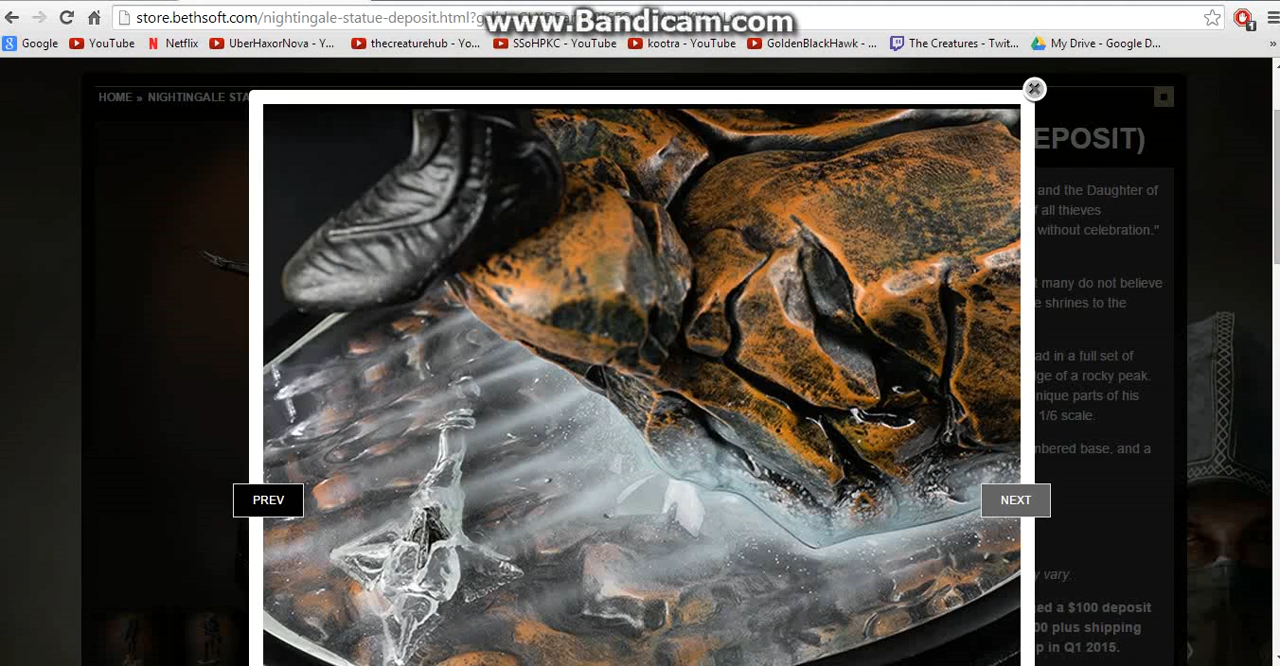 www.Bandicam.com
store.bethsoft.com/nightingale-statue-deposit.html?
Google YouTube Netflix UberHaxorNova - Y... thecreaturehub - Yo... SSoHPKC - YouTube kootra - YouTube GoldenBlackHawk - ... The Creatures - Twit... My Drive - Google D... »
HOME » NIGHTINGALE STA
EPOSIT)
and the Daughter of
f all thieves
without celebration."
t many do not believe
e shrines to the
ad in a full set of
ge of a rocky peak.
nique parts of his
1/6 scale.
mbered base, and a
PREV
NEXT
y vary.
ed a $100 deposit
00 plus shipping
p in Q1 2015.